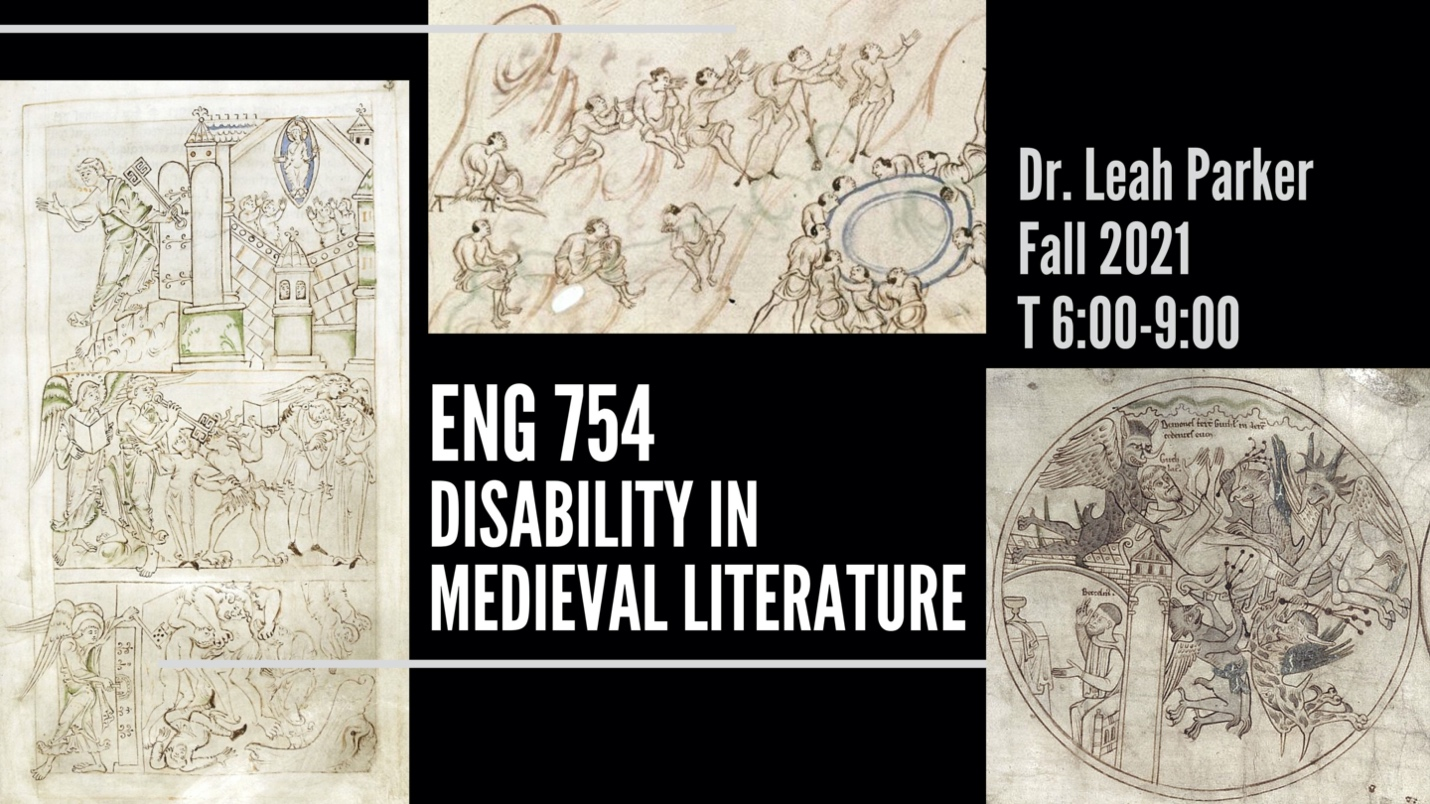 Dr. Leah Parker
Fall 2021
T 6:00-9:00
ENG 754
DISABILITY IN
MEDIEVAL LITERATURE